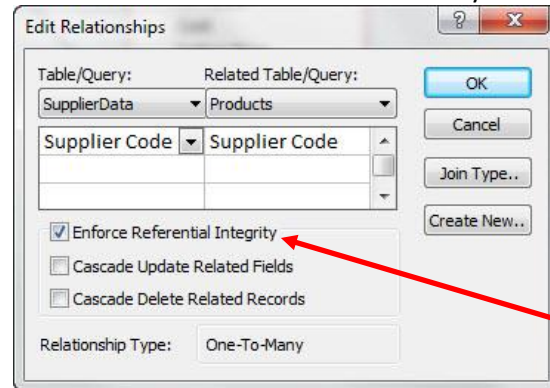 Edit Relationships
Table/Query: Related Table/Query:
SupplierData Products
Supplier Code Supplier Code
Enforce Referential Integrity
Cascade Update Related Fields
Cascade Delete Related Records
Relationship Type: One-To-Many
OK
Cancel
Join Type..
Create New..